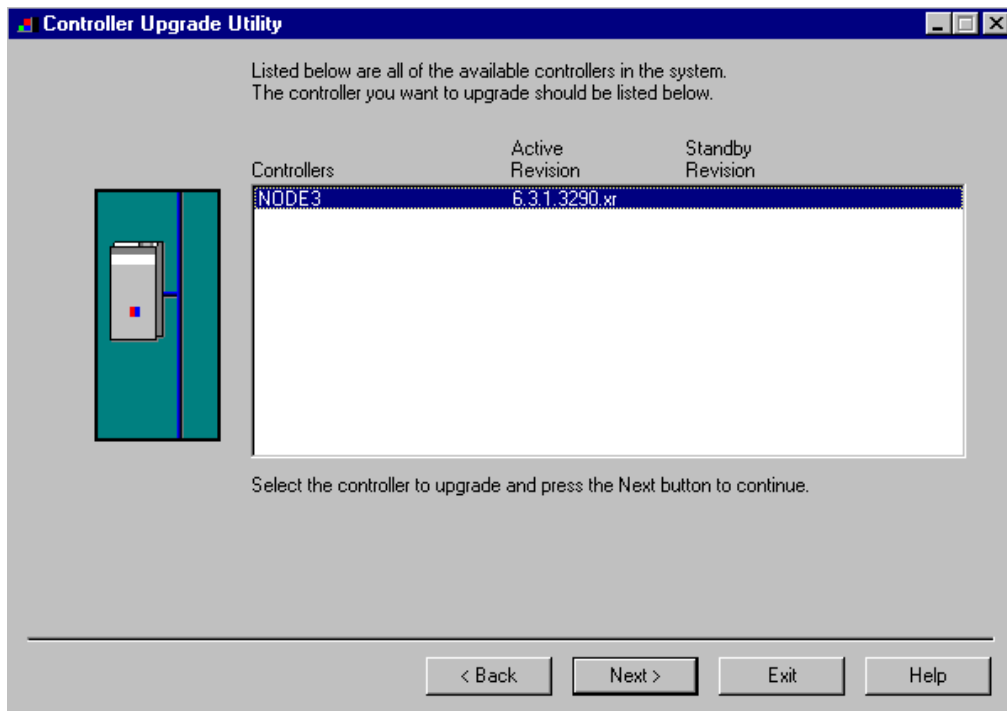 Controller Upgrade Utility
Listed below are all of the available controllers in the system.
The controller you want to upgrade should be listed below.
Active Standby
Controllers Revision Revision
NODE3 6.3.1.3290.xr
Select the controller to upgrade and press the Next button to continue.
< Back Next > Exit Help